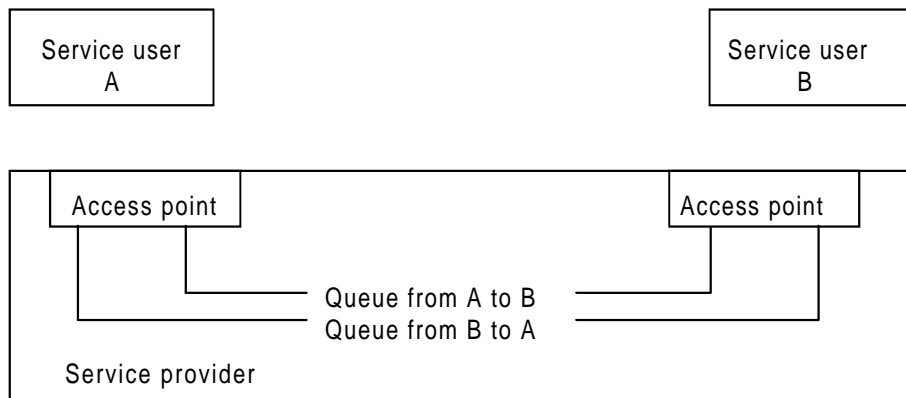 Service user
A
Service user
B
Access point
Access point
Queue from A to B
Queue from B to A
Service provider